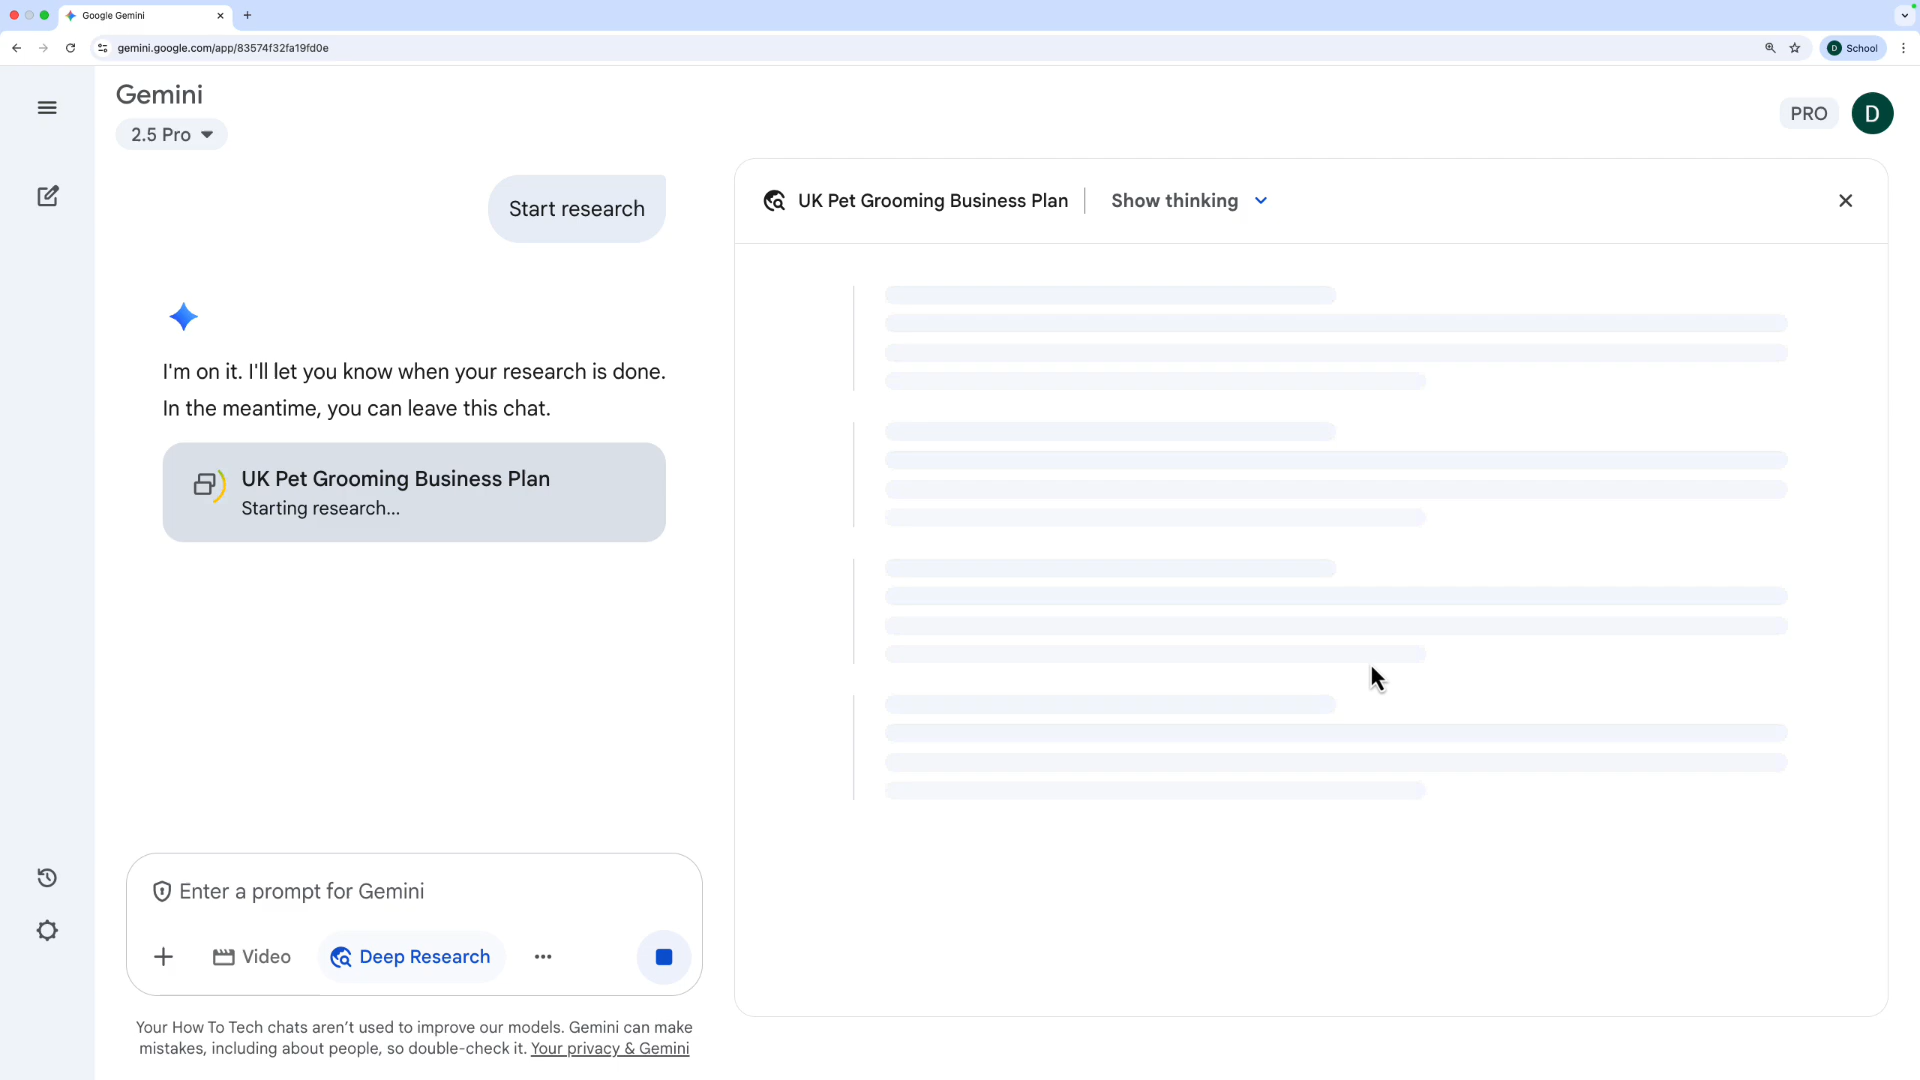 Google Gemini
gemini.google.com/app/83574f32fa19fd0e
D School
Gemini
2.5 Pro
PRO
D
Start research
I'm on it. I'll let you know when your research is done.
In the meantime, you can leave this chat.
UK Pet Grooming Business Plan
Starting research...
UK Pet Grooming Business Plan
Show thinking
Enter a prompt for Gemini
Video
Deep Research
Your How To Tech chats aren't used to improve our models. Gemini can make
mistakes, including about people, so double-check it. Your privacy & Gemini